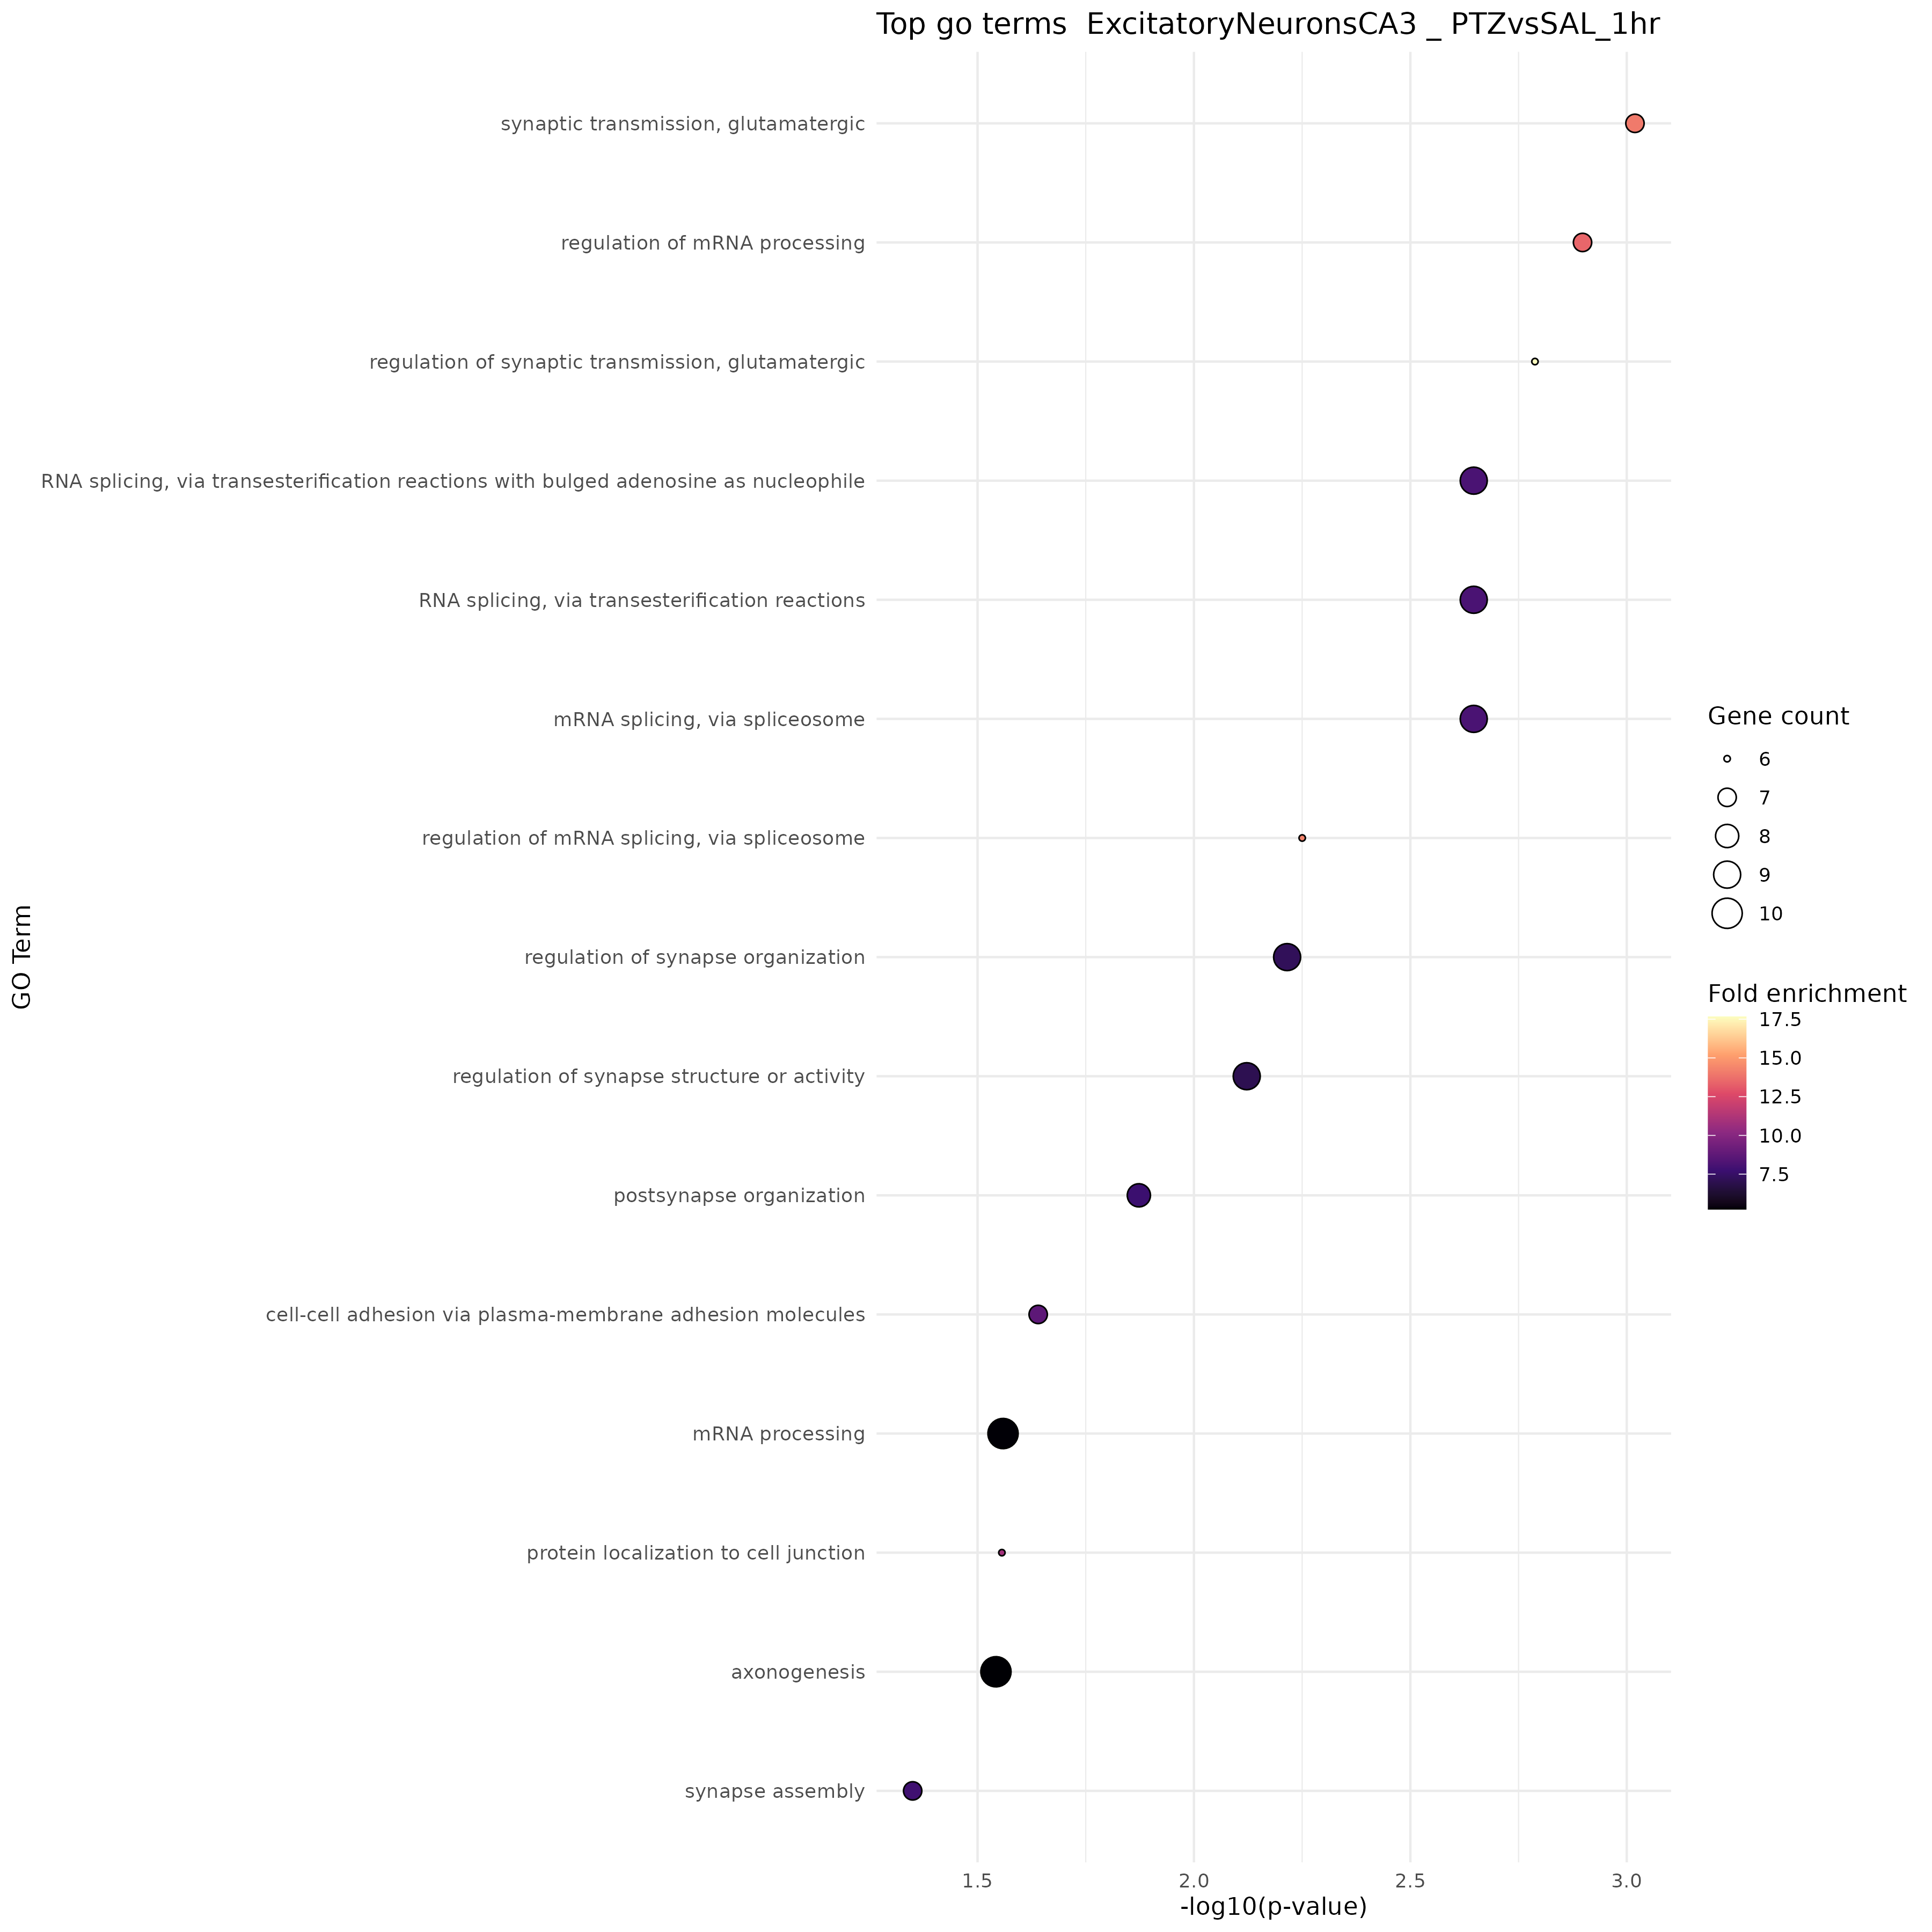 Top go terms  ExcitatoryNeuronsCA3 _ PTZvsSAL_1hr
GO Term
synaptic transmission, glutamatergic
regulation of mRNA processing
regulation of synaptic transmission, glutamatergic
RNA splicing, via transesterification reactions with bulged adenosine as nucleophile
RNA splicing, via transesterification reactions
mRNA splicing, via spliceosome
regulation of mRNA splicing, via spliceosome
regulation of synapse organization
regulation of synapse structure or activity
postsynapse organization
cell-cell adhesion via plasma-membrane adhesion molecules
mRNA processing
protein localization to cell junction
axonogenesis
synapse assembly
1.5 2.0 2.5 3.0
-log10(p-value)
Gene count
6
7
8
9
10
Fold enrichment
17.5
15.0
12.5
10.0
7.5